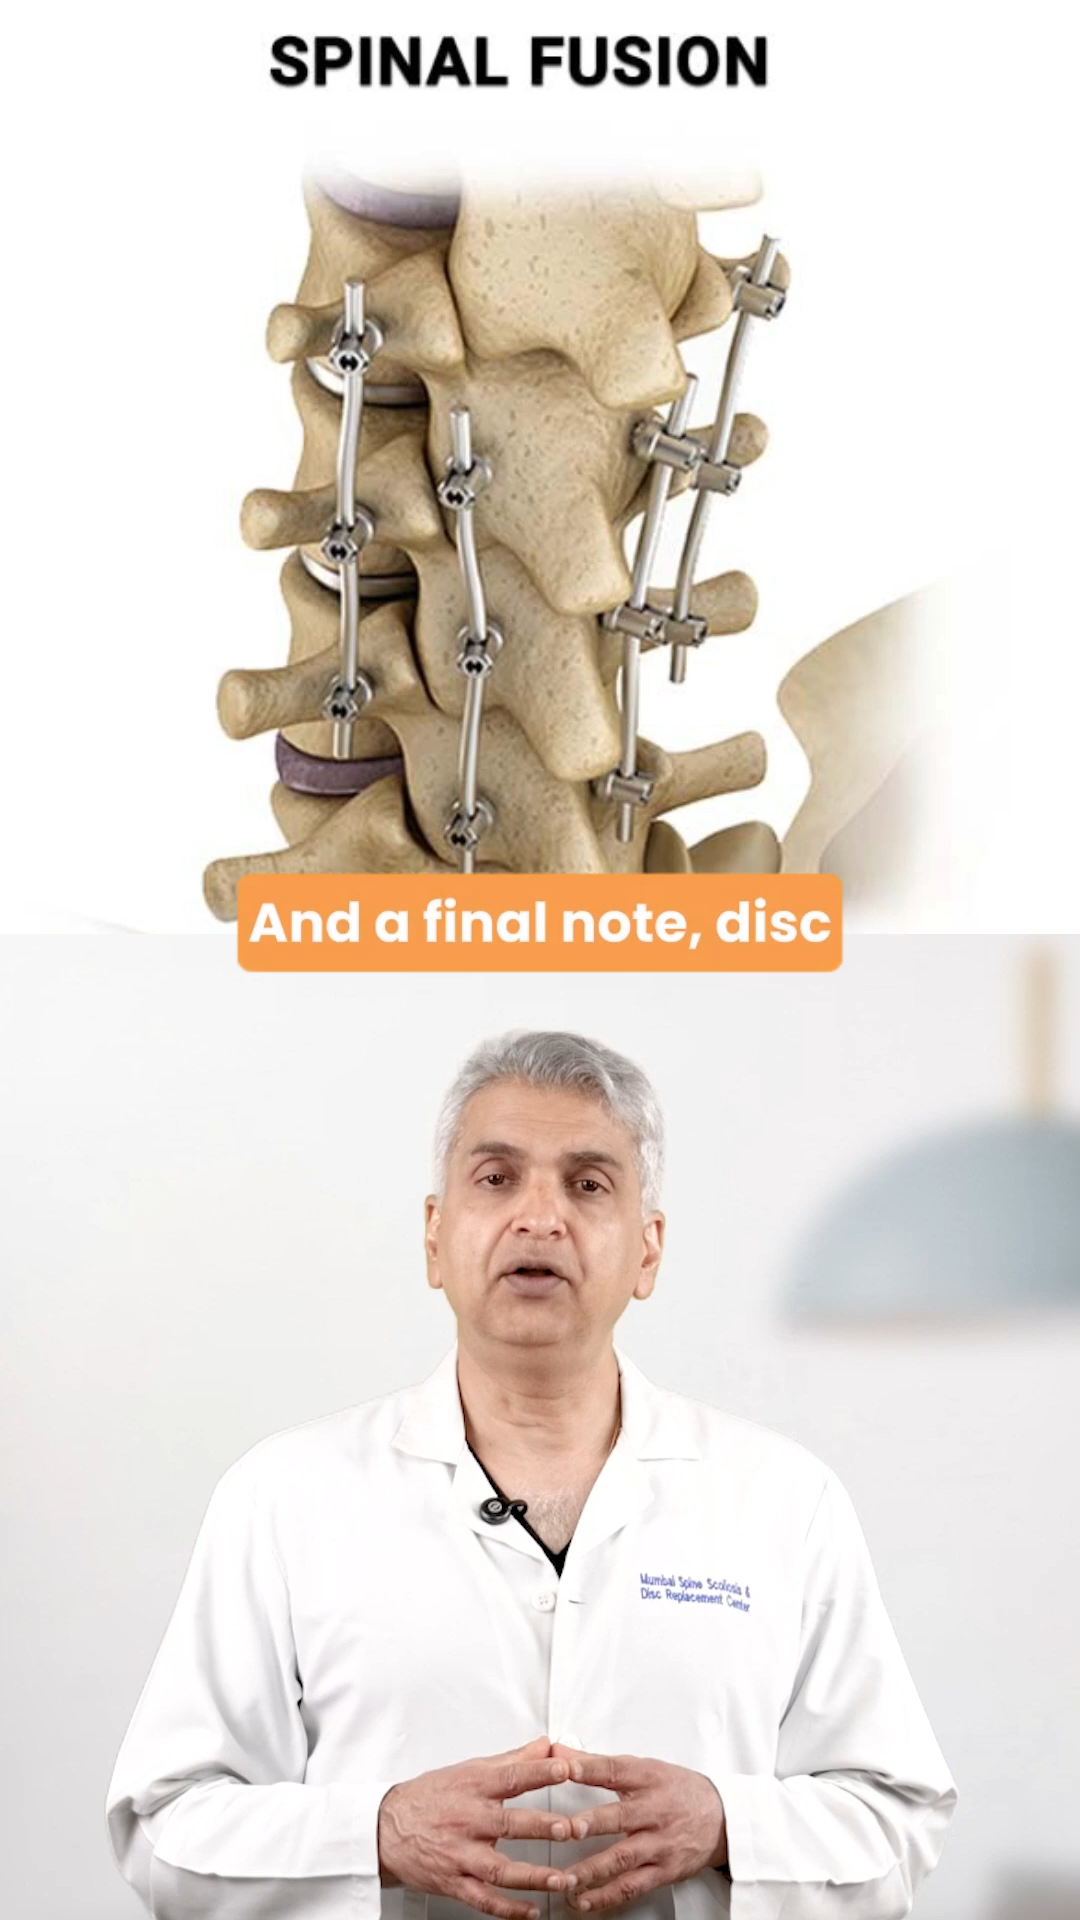 SPINAL FUSION
And a final note, disc
Mumbai Spine Scoliosis &
Disc Replacement Center